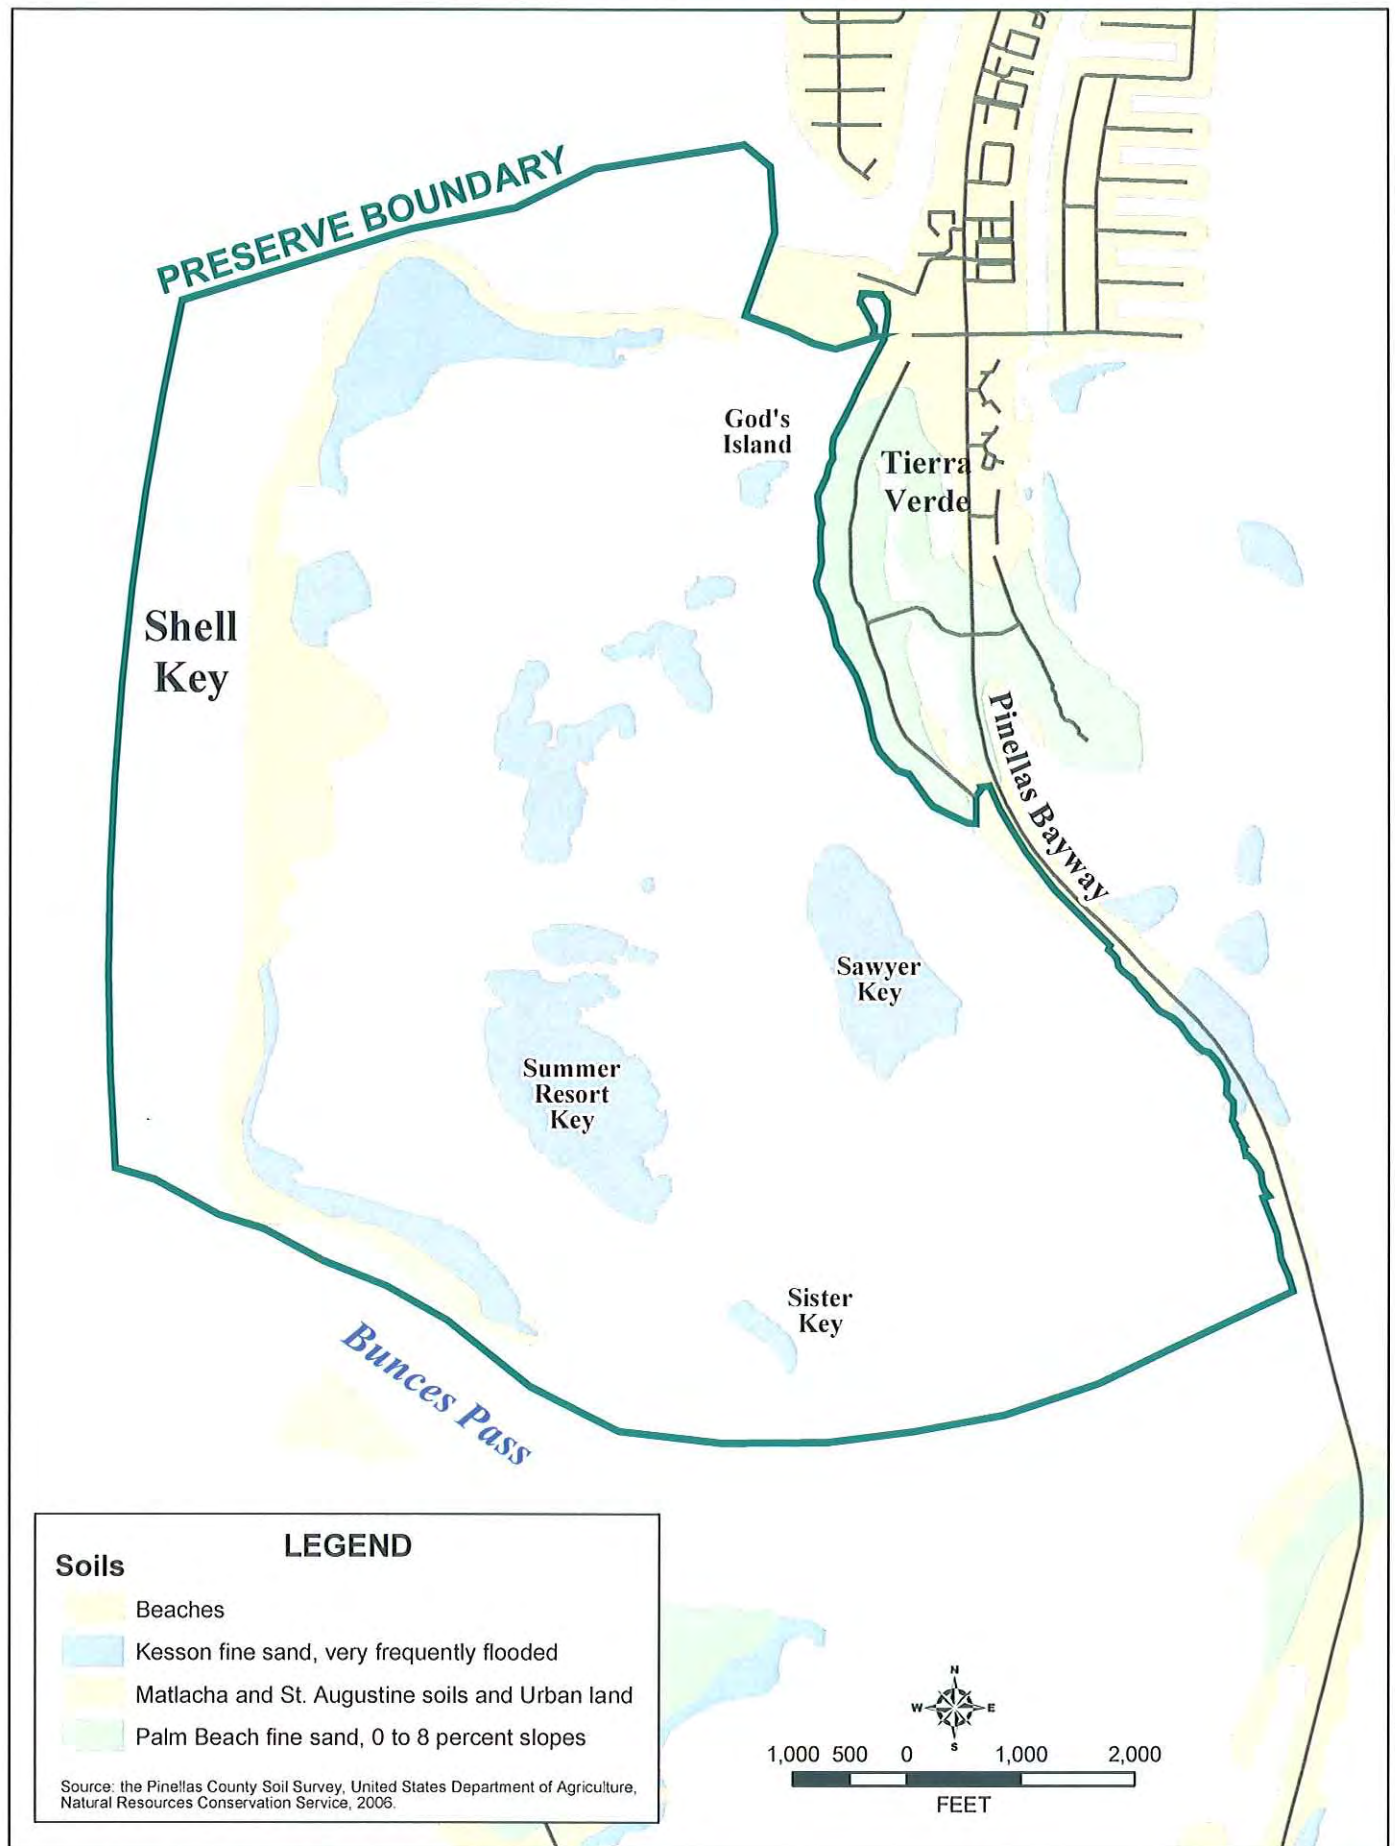 PRESERVE BOUNDARY
God's
Island
Tierra
Verde
Shell
Key
Pinellas Bayway
Sawyer
Key
Summer
Resort
Key
Sister
Key
Bunces Pass
LEGEND
Soils
Beaches
Kesson fine sand, very frequently flooded
Matlacha and St. Augustine soils and Urban land
Palm Beach fine sand, 0 to 8 percent slopes
Source: the Pinellas County Soil Survey, United States Department of Agriculture,
Natural Resources Conservation Service, 2006.
N
W E
S
1,000 500 0 1,000 2,000
FEET